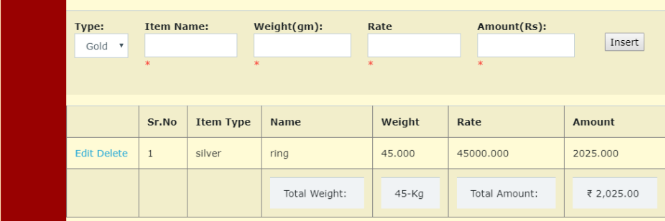 Type: Item Name: Weight(gm): Rate Amount(Rs):
Gold Insert
* * * *
Sr.No Item Type Name Weight Rate Amount
Edit Delete 1 silver ring 45.000 45000.000 2025.000
Total Weight: 45-Kg Total Amount: ₹ 2,025.00